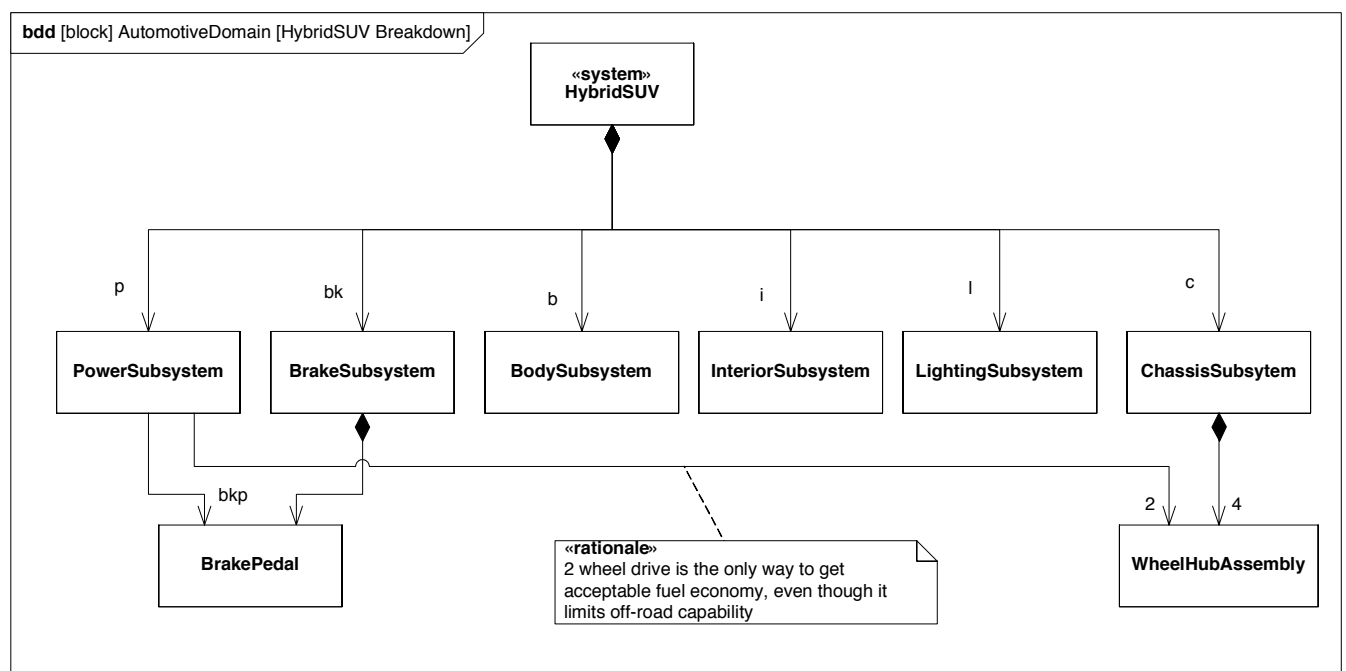 bdd [block] AutomotiveDomain [HybridSUV Breakdown]
«system»
HybridSUV
p
bk
b
i
l
c
PowerSubsystem
BrakeSubsystem
BodySubsystem
InteriorSubsystem
LightingSubsystem
ChassisSubsytem
bkp
2
4
BrakePedal
«rationale»
2 wheel drive is the only way to get
acceptable fuel economy, even though it
limits off-road capability
WheelHubAssembly